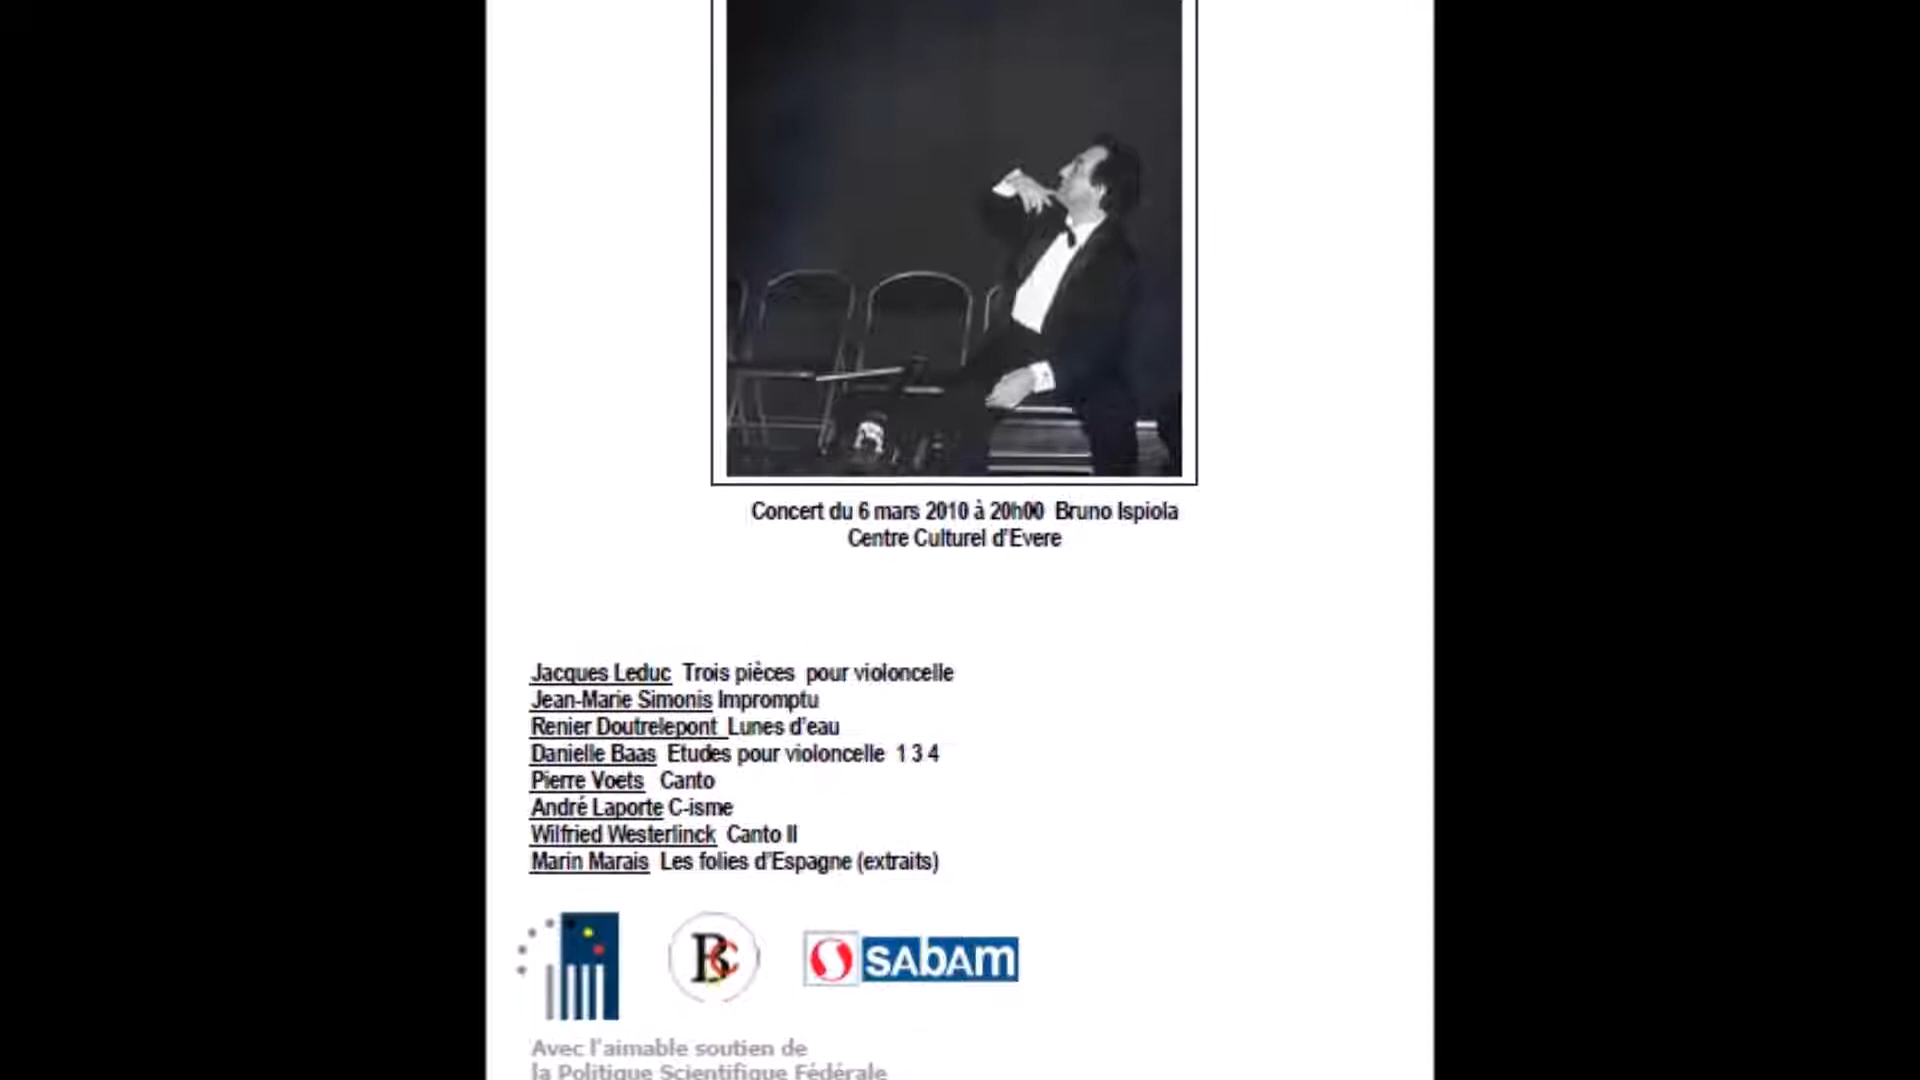 Concert du 6 mars 2010 à 20h00 Bruno Ispiola
Centre Culturel d'Evere
Jacques Leduc Trois pièces pour violoncelle
Jean-Marie Simonis Impromptu
Renier Doutrelepont Lunes d'eau
Danielle Baas Etudes pour violoncelle 1 3 4
Pierre Voets Canto
André Laporte C-isme
Wilfried Westerlinck Canto II
Marin Marais Les folies d'Espagne (extraits)
BC
sAbAm
Avec l'aimable soutien de
la Politique Scientifique Fédérale